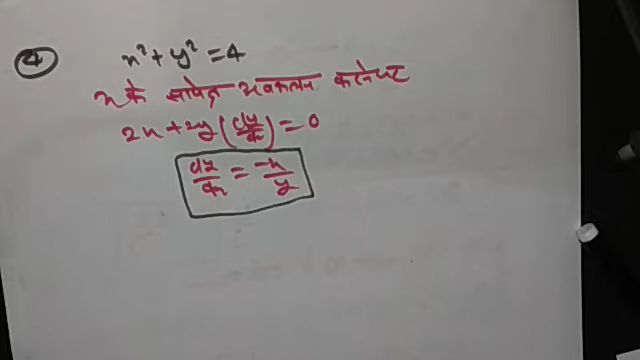 (4) x² + y² = 4
x के सापेक्ष अवकलन करने पर
2x + 2y (dy/dx) = 0
dy/dx = -x/y